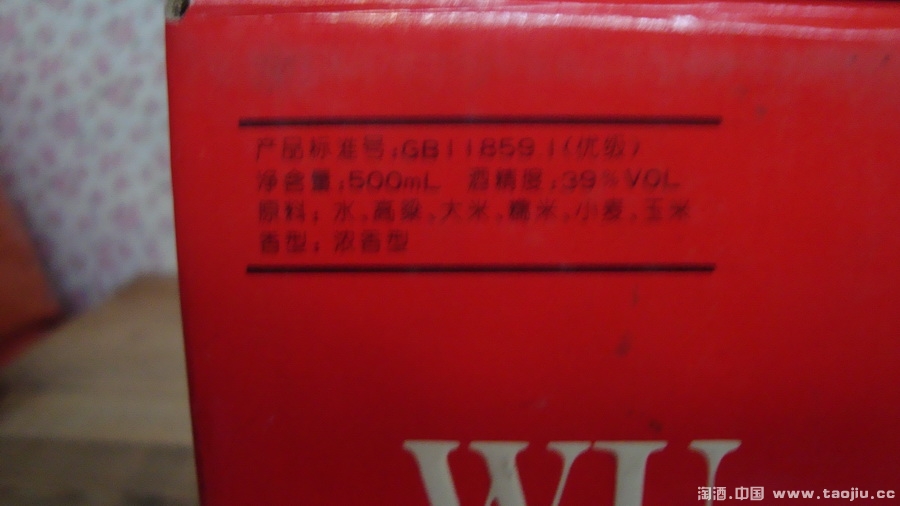 产品标准号:GB11859.1(优级)
净含量:500mL 酒精度:39%VOL
原料:水、高粱、大米、糯米、小麦、玉米
香型:浓香型
WU
淘酒.中国 www.taojiu.cc